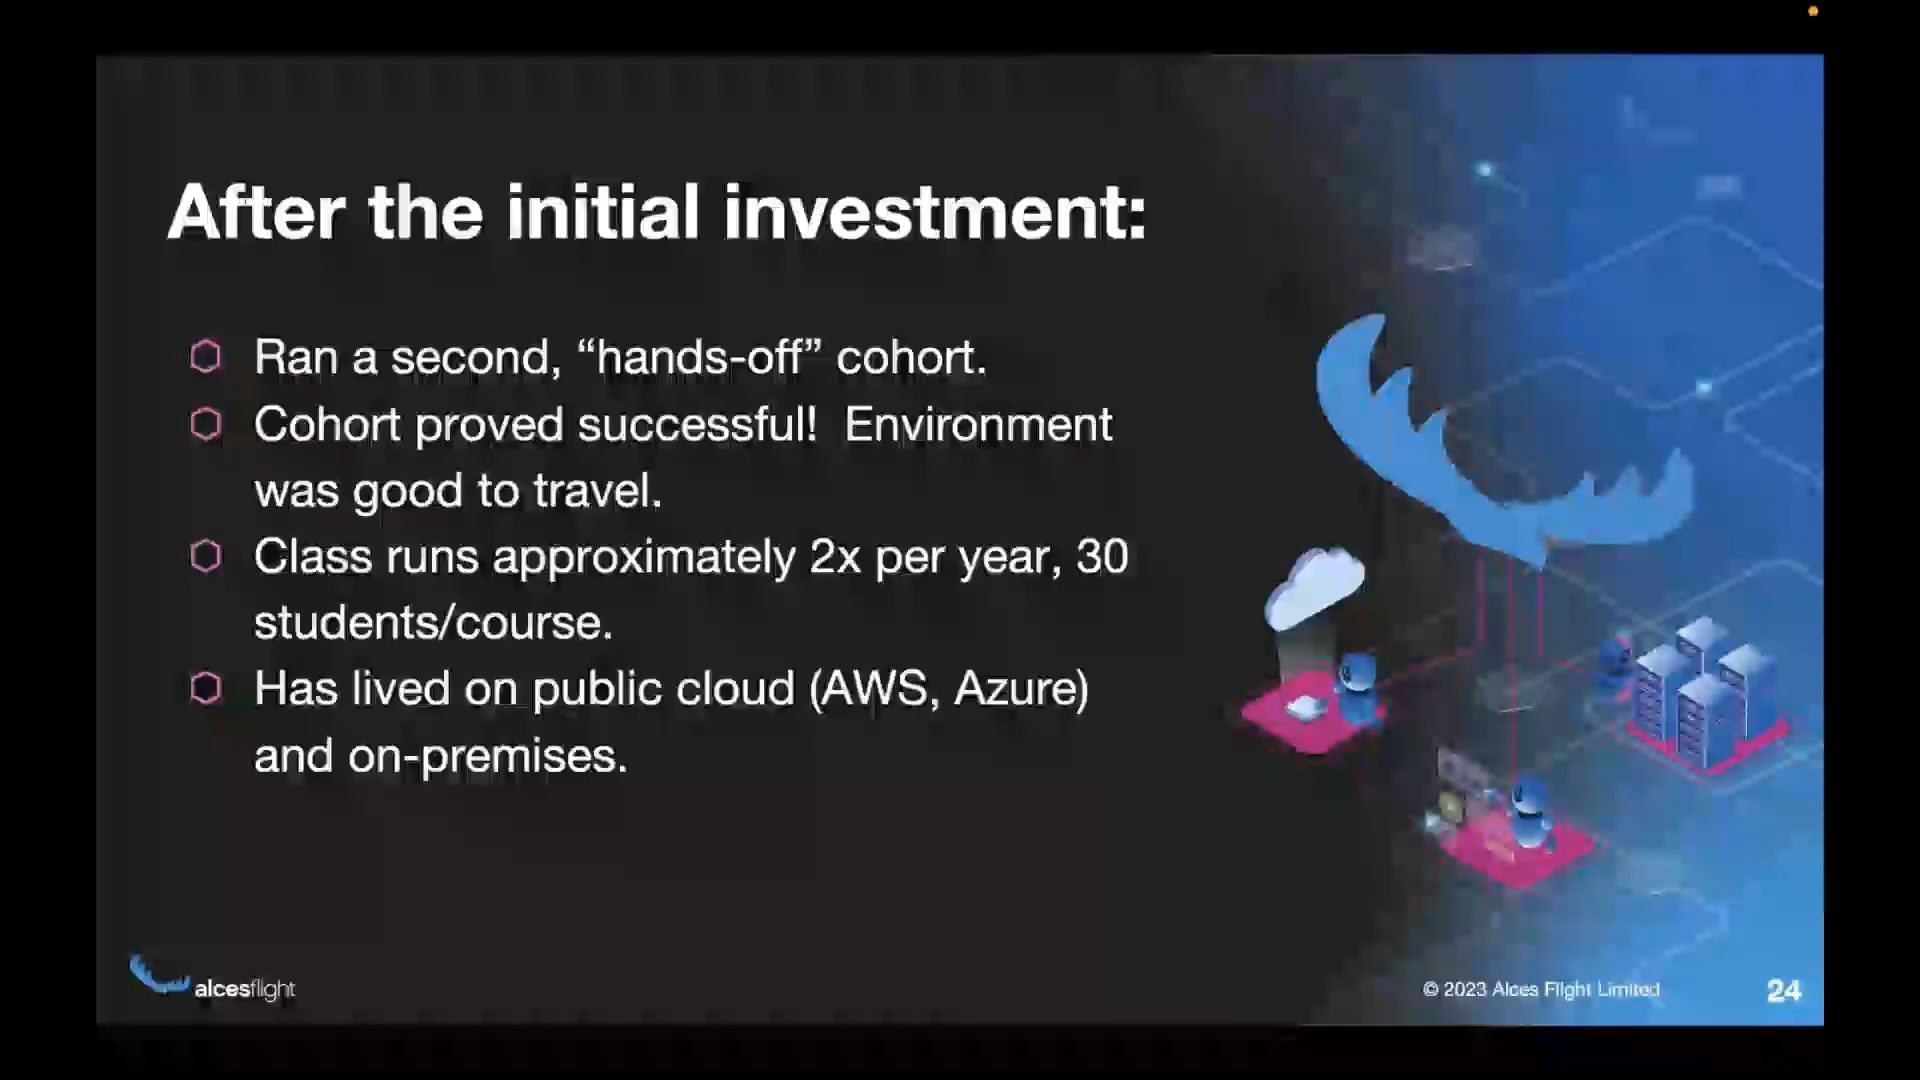 After the initial investment:
Ran a second, “hands-off” cohort.
Cohort proved successful!  Environment
was good to travel.
Class runs approximately 2x per year, 30
students/course.
Has lived on public cloud (AWS, Azure)
and on-premises.
alcesflight
© 2023 Alces Flight Limited
24